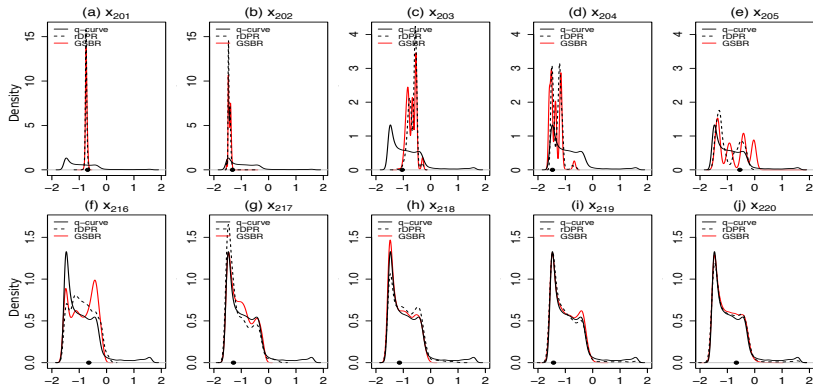 (a) x201 (b) x202 (c) x203 (d) x204 (e) x205
q−curve q−curve q−curve q−curve q−curve
rDPR rDPR rDPR rDPR rDPR
GSBR GSBR GSBR GSBR GSBR
Density
15 15 4 4 4
3 3 3
10 10
2 2 2
5 5
1 1 1
0 0 0 0 0
−2 −1 0 1 2 −2 −1 0 1 2 −2 −1 0 1 2 −2 −1 0 1 2 −2 −1 0 1 2
(f) x216 (g) x217 (h) x218 (i) x219 (j) x220
q−curve q−curve q−curve q−curve q−curve
rDPR rDPR rDPR rDPR rDPR
GSBR GSBR GSBR GSBR GSBR
Density
1.5 1.5 1.5 1.5 1.5
1.0 1.0 1.0 1.0 1.0
0.5 0.5 0.5 0.5 0.5
0.0 0.0 0.0 0.0 0.0
−2 −1 0 1 2 −2 −1 0 1 2 −2 −1 0 1 2 −2 −1 0 1 2 −2 −1 0 1 2